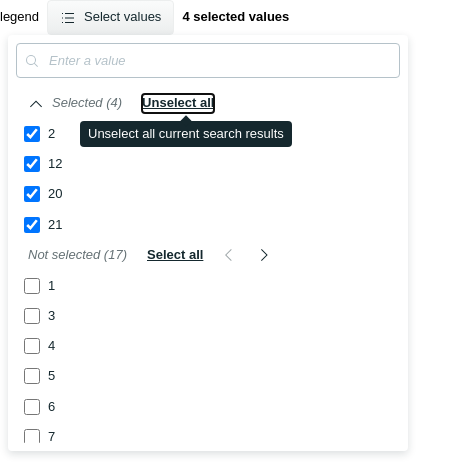 legend Select values 4 selected values
Enter a value
Selected (4) Unselect all
2 Unselect all current search results
12
20
21
Not selected (17) Select all
1
3
4
5
6
7